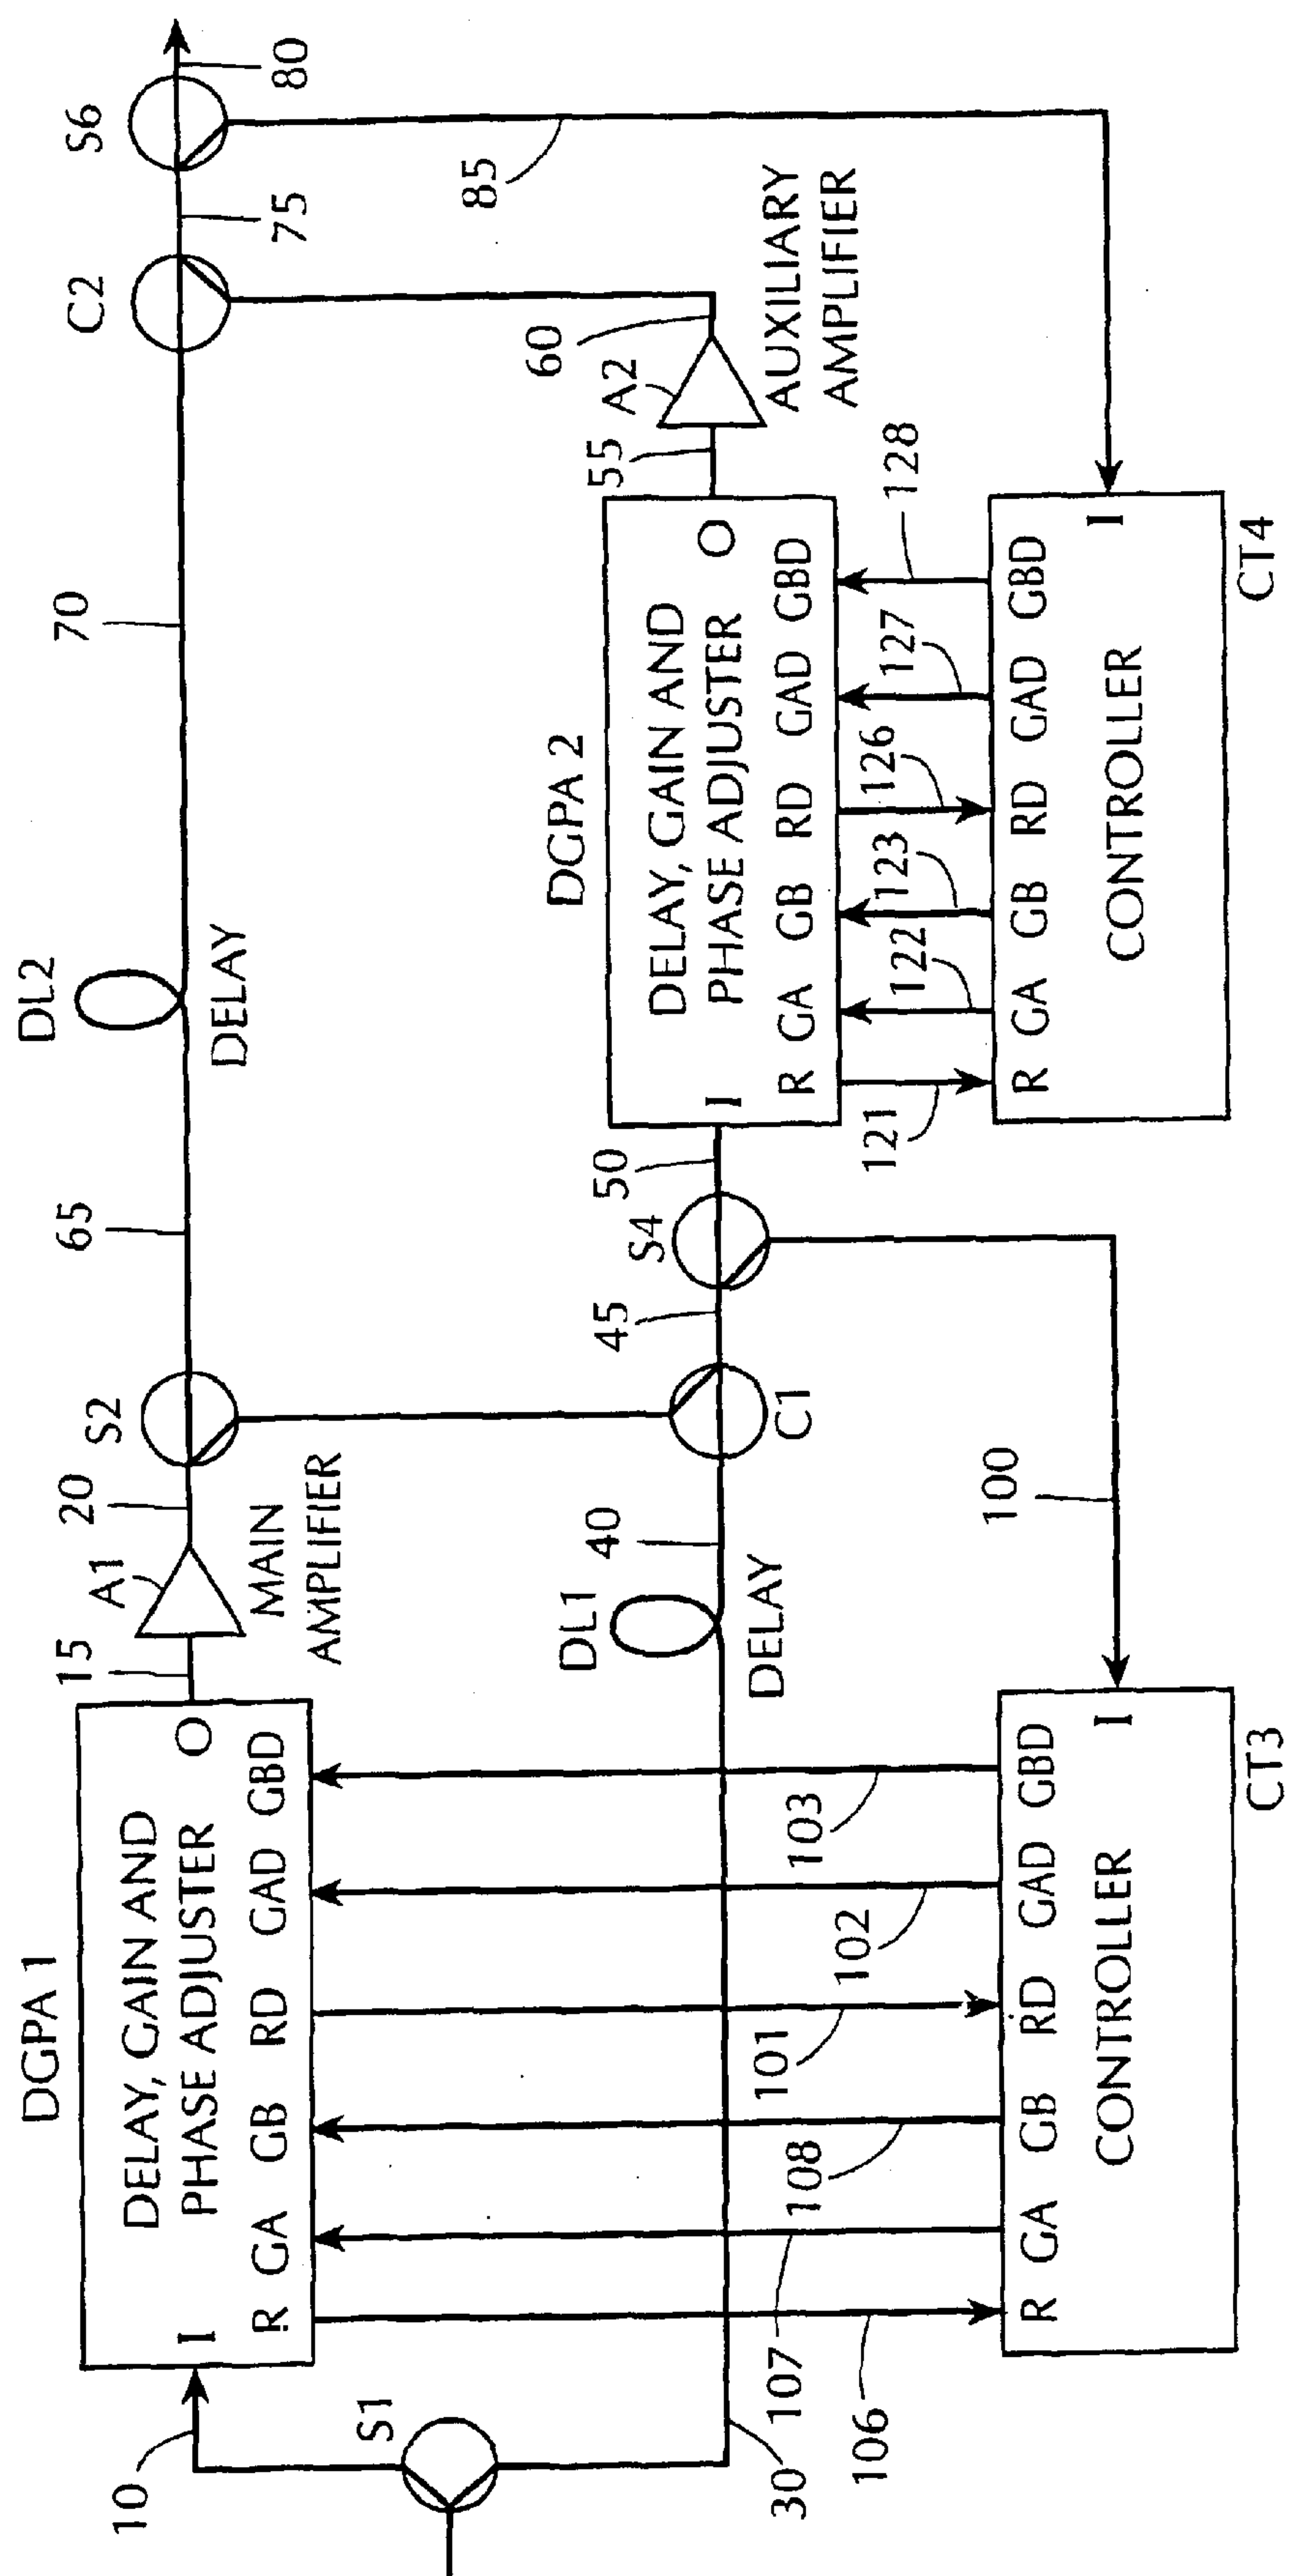 DGPA 1
DELAY, GAIN AND
PHASE ADJUSTER
I
O
R GA GB RD GAD GBD
10
15
A1
MAIN
AMPLIFIER
20
S2
65
DL2
DELAY
70
C2
75
S6
80
85
S1
30
DL1
DELAY
40
C1
45
S4
50
DGPA 2
DELAY, GAIN AND
PHASE ADJUSTER
I
O
R GA GB RD GAD GBD
55
A2
60
AUXILIARY
AMPLIFIER
106
107
108
101
102
103
100
R GA GB RD GAD GBD
I
CONTROLLER
CT3
121
122
123
126
127
128
R GA GB RD GAD GBD
I
CONTROLLER
CT4